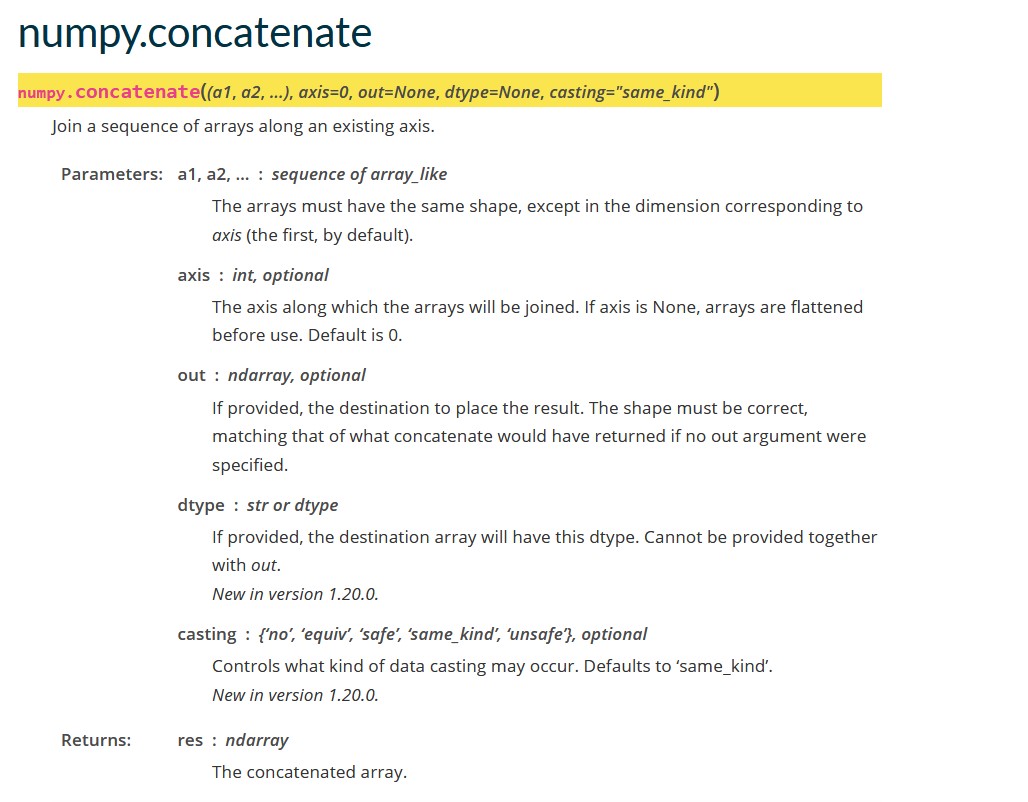 numpy.concatenate
numpy.concatenate((a1, a2, ...), axis=0, out=None, dtype=None, casting="same_kind")
Join a sequence of arrays along an existing axis.
Parameters: a1, a2, … : sequence of array_like
The arrays must have the same shape, except in the dimension corresponding to
axis (the first, by default).
axis : int, optional
The axis along which the arrays will be joined. If axis is None, arrays are flattened
before use. Default is 0.
out : ndarray, optional
If provided, the destination to place the result. The shape must be correct,
matching that of what concatenate would have returned if no out argument were
specified.
dtype : str or dtype
If provided, the destination array will have this dtype. Cannot be provided together
with out.
New in version 1.20.0.
casting : {‘no’, ‘equiv’, ‘safe’, ‘same_kind’, ‘unsafe’}, optional
Controls what kind of data casting may occur. Defaults to ‘same_kind’.
New in version 1.20.0.
Returns: res : ndarray
The concatenated array.